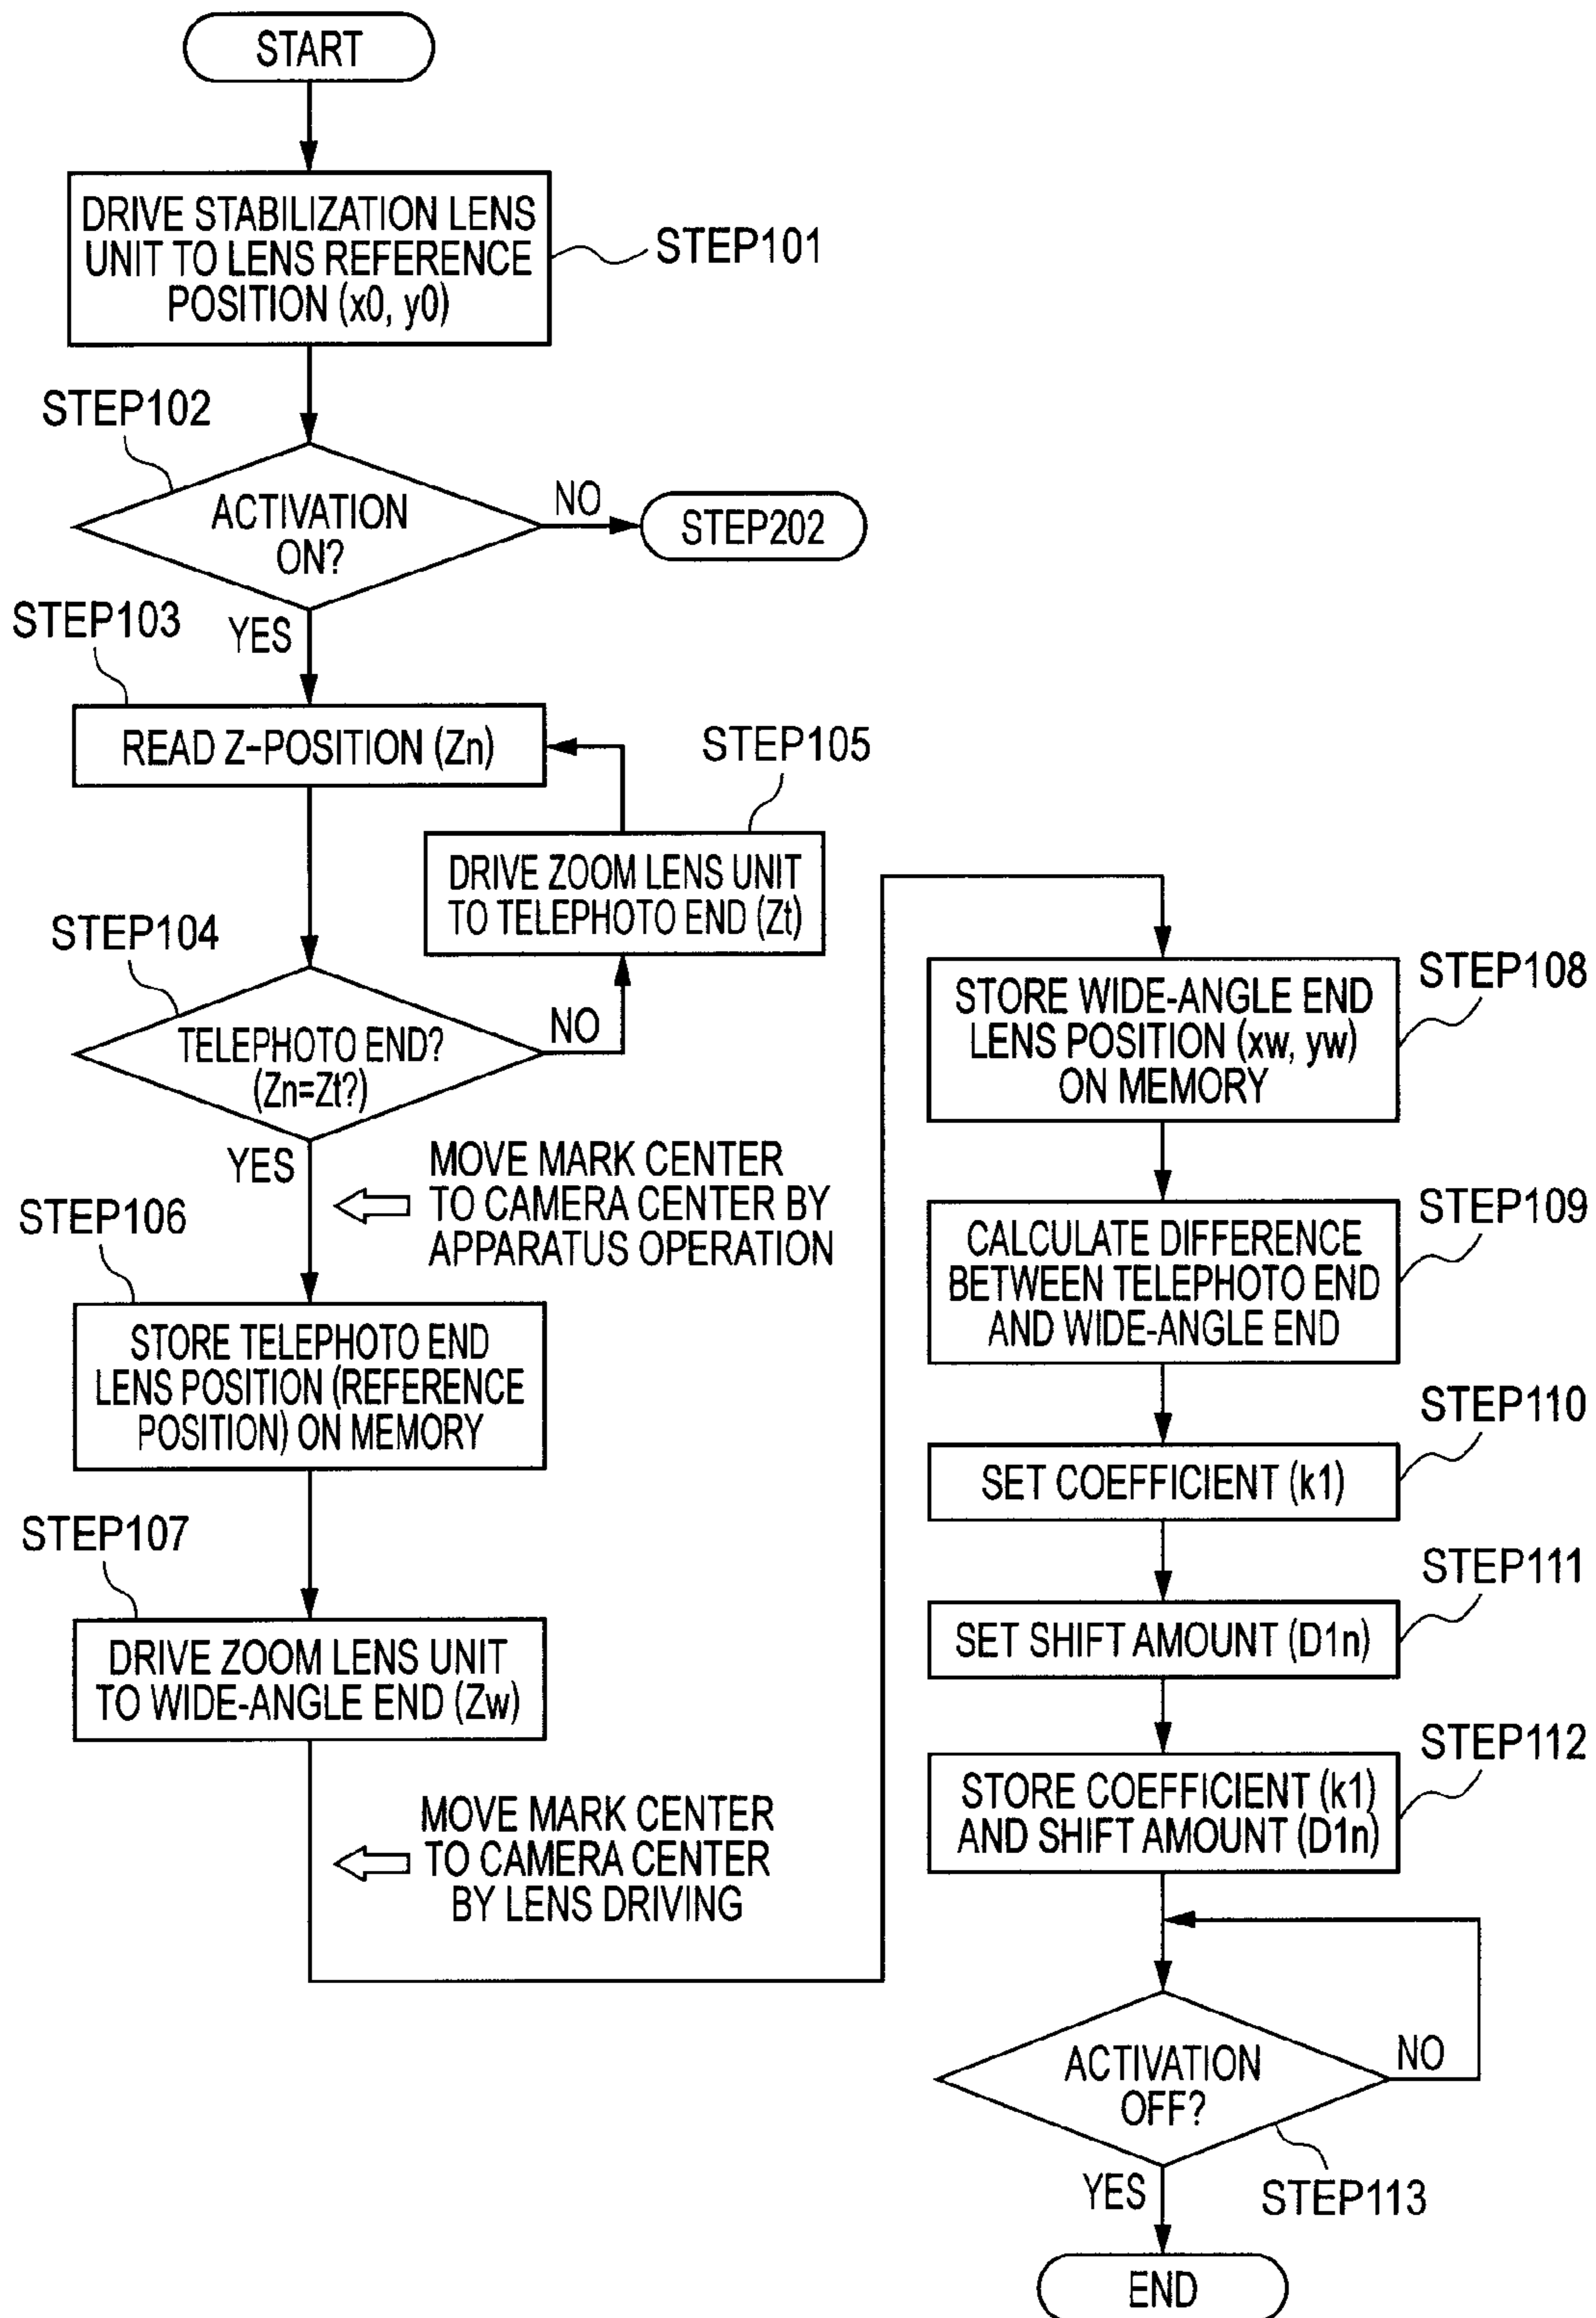 START
DRIVE STABILIZATION LENS
UNIT TO LENS REFERENCE
POSITION (x0, y0)
STEP101
STEP102
ACTIVATION
ON?
NO
STEP202
YES
STEP103
READ Z-POSITION (Zn)
STEP105
DRIVE ZOOM LENS UNIT
TO TELEPHOTO END (Zt)
STEP104
TELEPHOTO END?
(Zn=Zt?)
NO
YES
MOVE MARK CENTER
TO CAMERA CENTER BY
APPARATUS OPERATION
STEP106
STORE TELEPHOTO END
LENS POSITION (REFERENCE
POSITION) ON MEMORY
STEP107
DRIVE ZOOM LENS UNIT
TO WIDE-ANGLE END (Zw)
MOVE MARK CENTER
TO CAMERA CENTER
BY LENS DRIVING
STEP108
STORE WIDE-ANGLE END
LENS POSITION (xw, yw)
ON MEMORY
STEP109
CALCULATE DIFFERENCE
BETWEEN TELEPHOTO END
AND WIDE-ANGLE END
STEP110
SET COEFFICIENT (k1)
STEP111
SET SHIFT AMOUNT (D1n)
STEP112
STORE COEFFICIENT (k1)
AND SHIFT AMOUNT (D1n)
ACTIVATION
OFF?
NO
YES
STEP113
END